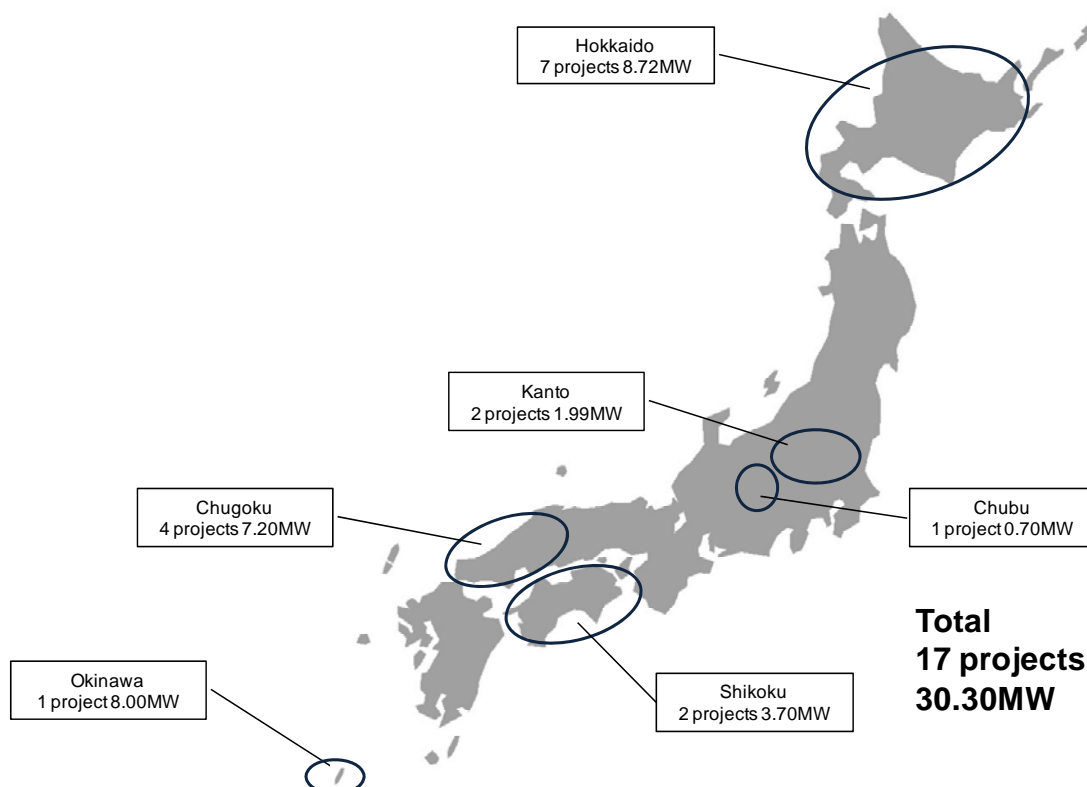 Hokkaido
7 projects 8.72MW
Kanto
2 projects 1.99MW
Chugoku
4 projects 7.20MW
Chubu
1 project 0.70MW
Total
17 projects
30.30MW
Okinawa
1 project 8.00MW
Shikoku
2 projects 3.70MW